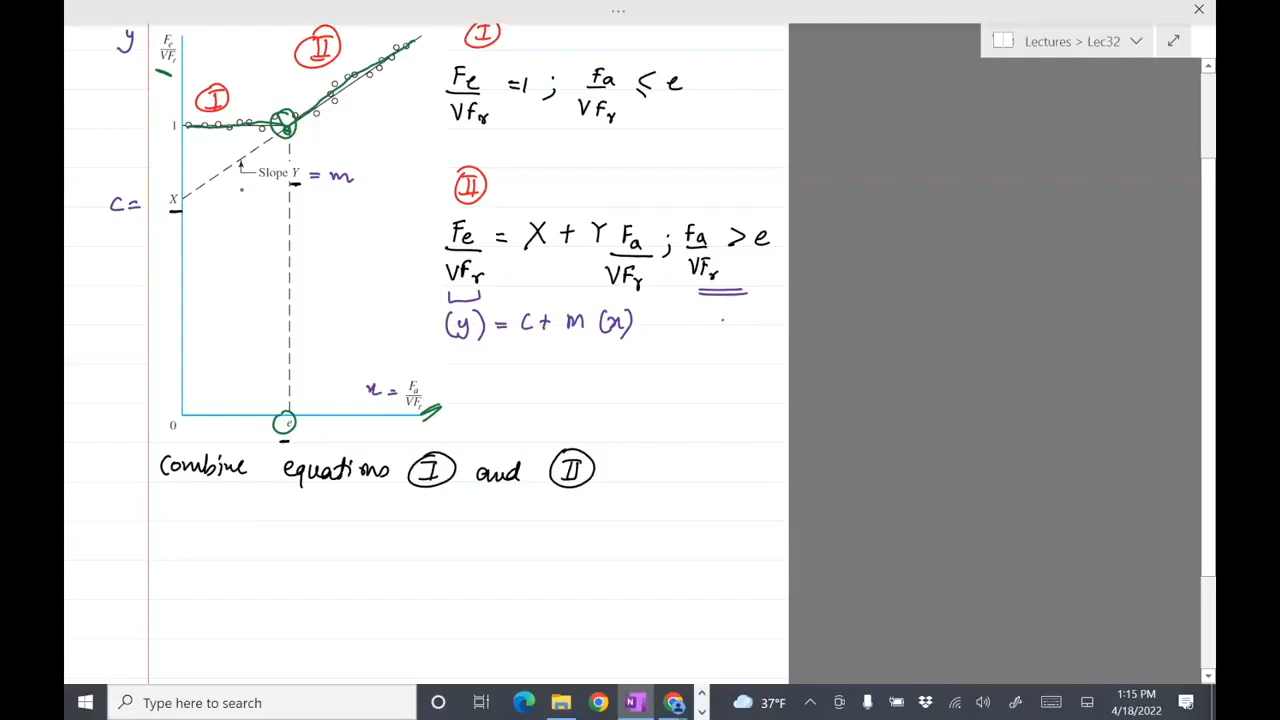 Lectures > Lec32
y
Fe/VFr
I
II
1
Slope Y = m
C = X
0
e
x = Fa/VFr
I
Fe/VFr = 1 ; fa/VFr ≤ e
II
Fe/VFr = X + Y Fa/VFr ; fa/VFr > e
(y) = C + m (x)
Combine equations I and II
Type here to search
37°F
1:15 PM
4/18/2022